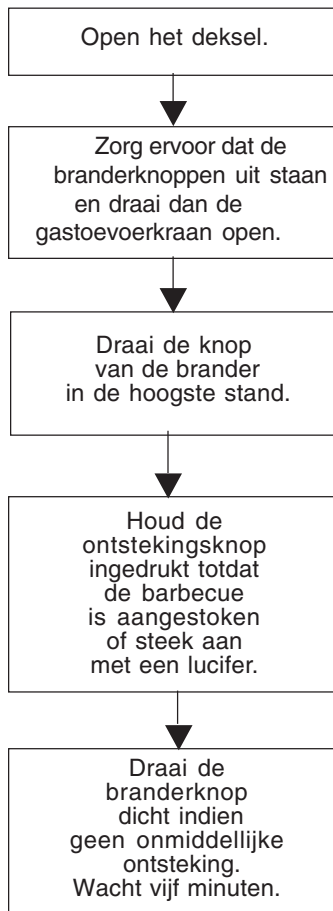 Open het deksel.
Zorg ervoor dat de
branderknoppen uit staan
en draai dan de
gastoevoerkraan open.
Draai de knop
van de brander
in de hoogste stand.
Houd de
ontstekingsknop
ingedrukt totdat
de barbecue
is aangestoken
of steek aan
met een lucifer.
Draai de
branderknop
dicht indien
geen onmiddellijke
ontsteking.
Wacht vijf minuten.